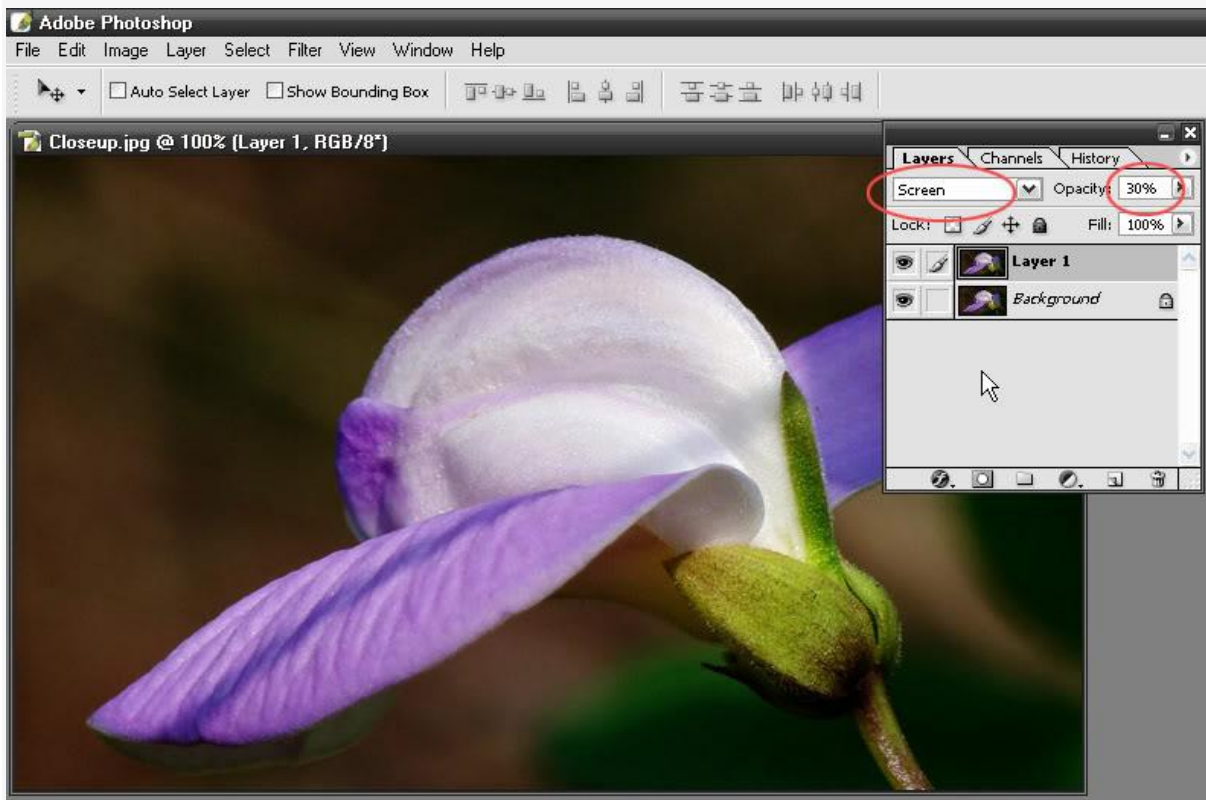 Adobe Photoshop
File Edit Image Layer Select Filter View Window Help
Auto Select Layer Show Bounding Box
Closeup.jpg @ 100% (Layer 1, RGB/8*)
Layers Channels History
Screen Opacity: 30%
Lock: Fill: 100%
Layer 1
Background